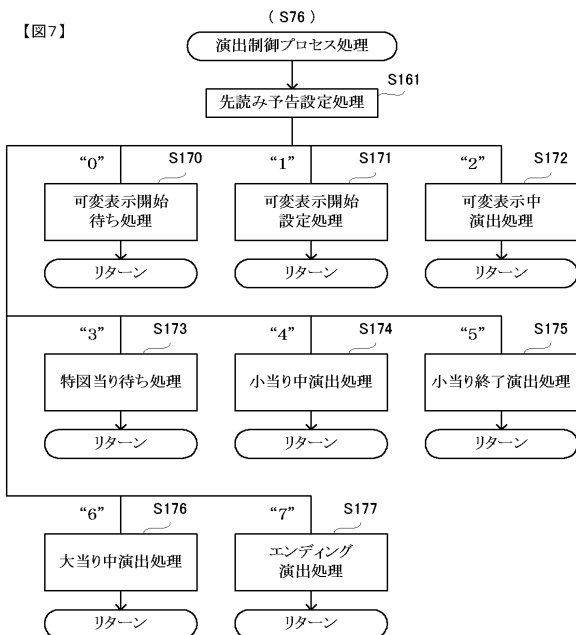 【図7】
( S76 )
演出制御プロセス処理
S161
先読み予告設定処理
“0”
S170
可変表示開始
待ち処理
リターン
“1”
S171
可変表示開始
設定処理
リターン
“2”
S172
可変表示中
演出処理
リターン
“3”
S173
特図当り待ち処理
リターン
“4”
S174
小当り中演出処理
リターン
“5”
S175
小当り終了演出処理
リターン
“6”
S176
大当り中演出処理
リターン
“7”
S177
エンディング
演出処理
リターン